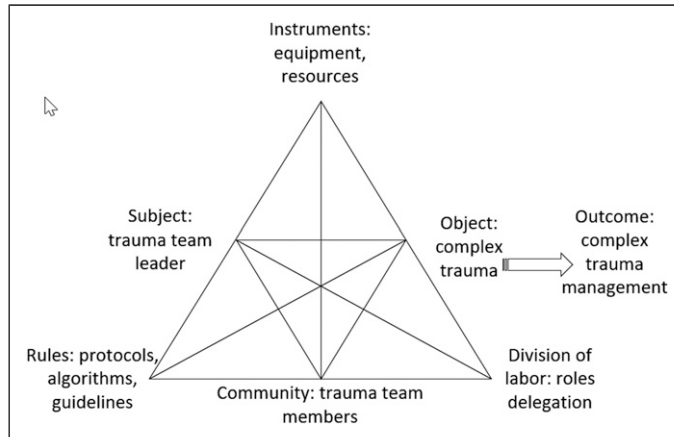 Instruments:
equipment,
resources
Subject:
trauma team
leader
Object:
complex
trauma
Outcome:
complex
trauma
management
Rules: protocols,
algorithms,
guidelines
Community: trauma team
members
Division of
labor: roles
delegation